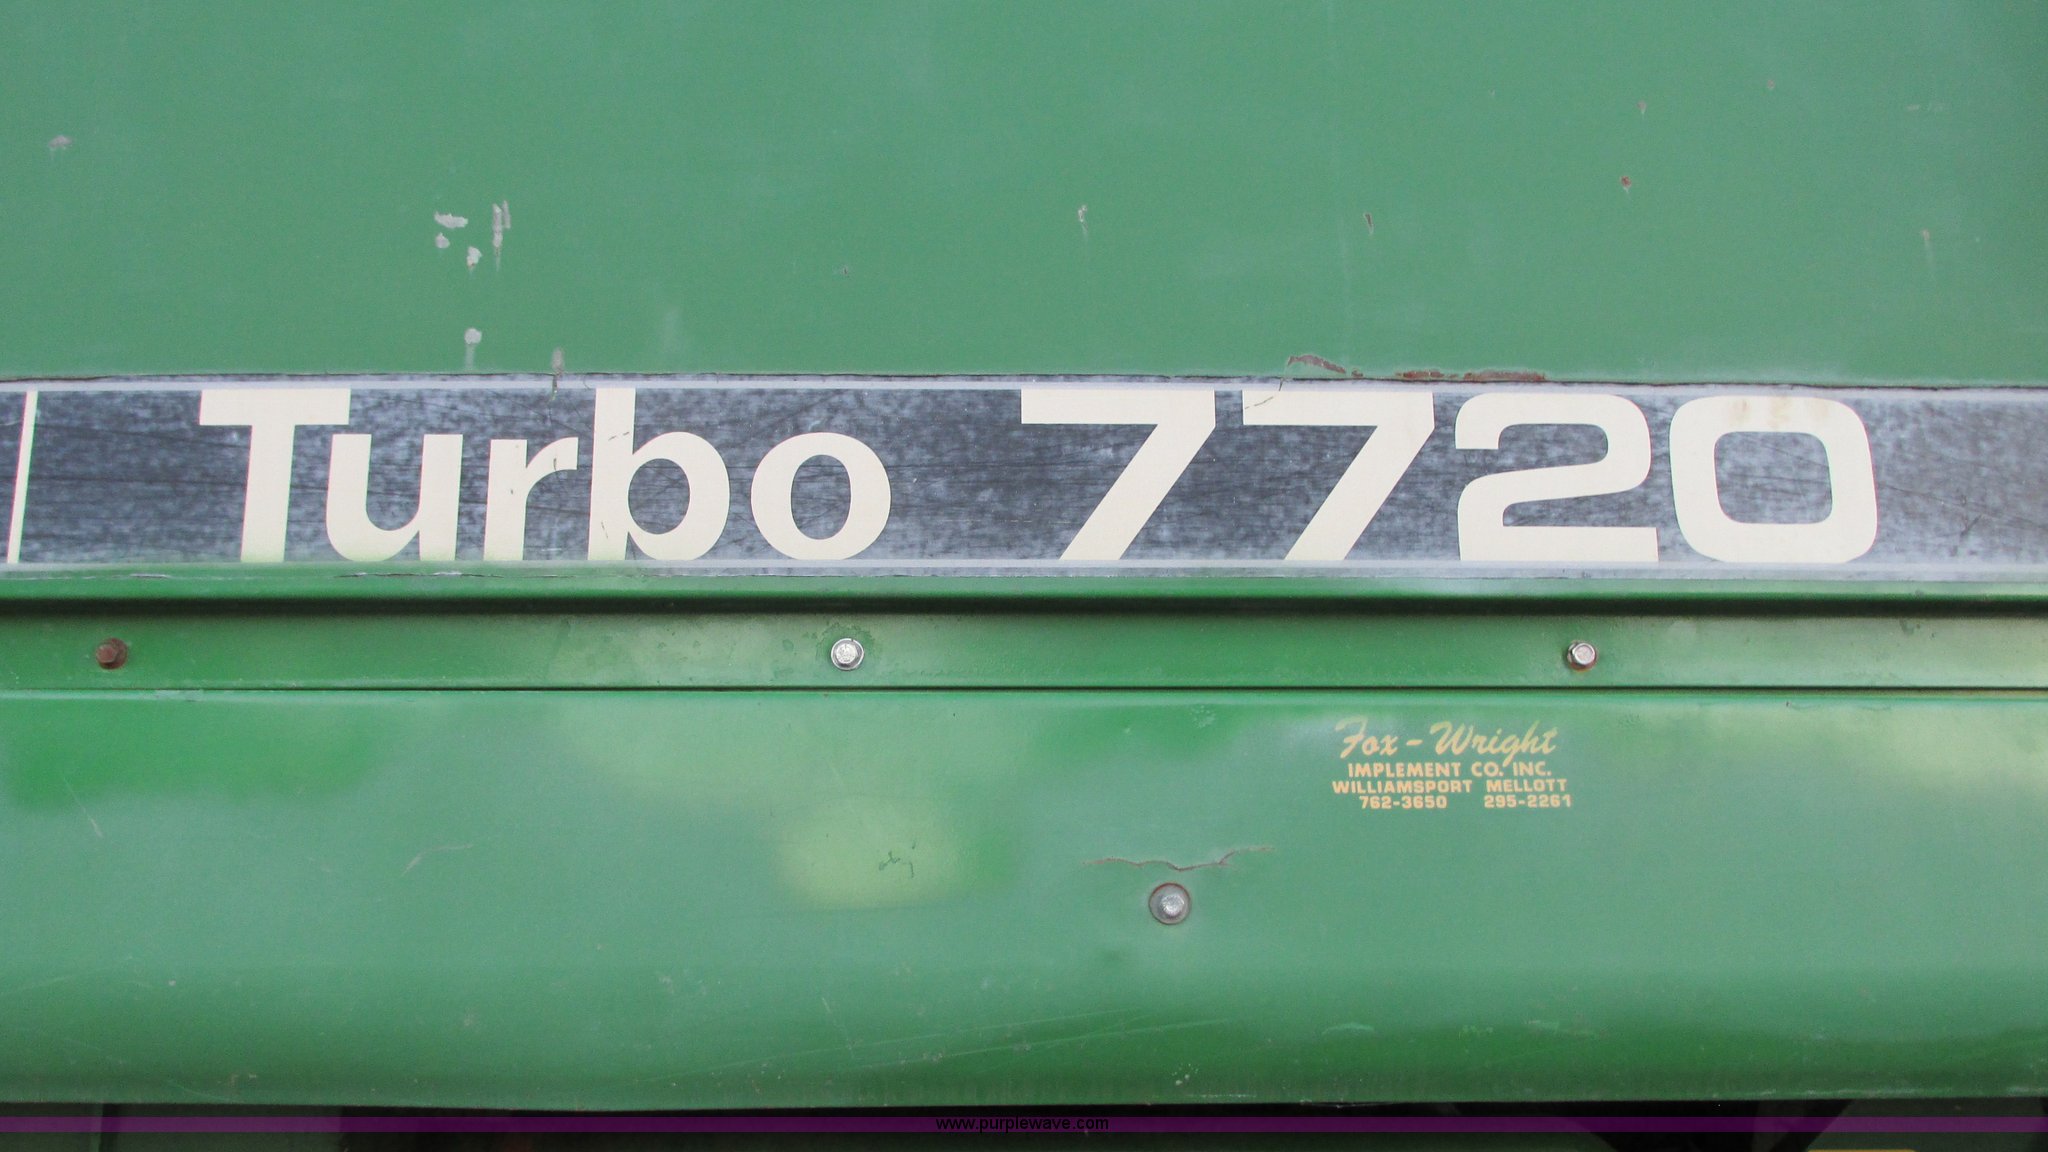 Turbo 7720
Fox-Wright
IMPLEMENT CO. INC.
WILLIAMSPORT MELLOTT
762-3650 295-2261
www.purplewave.com